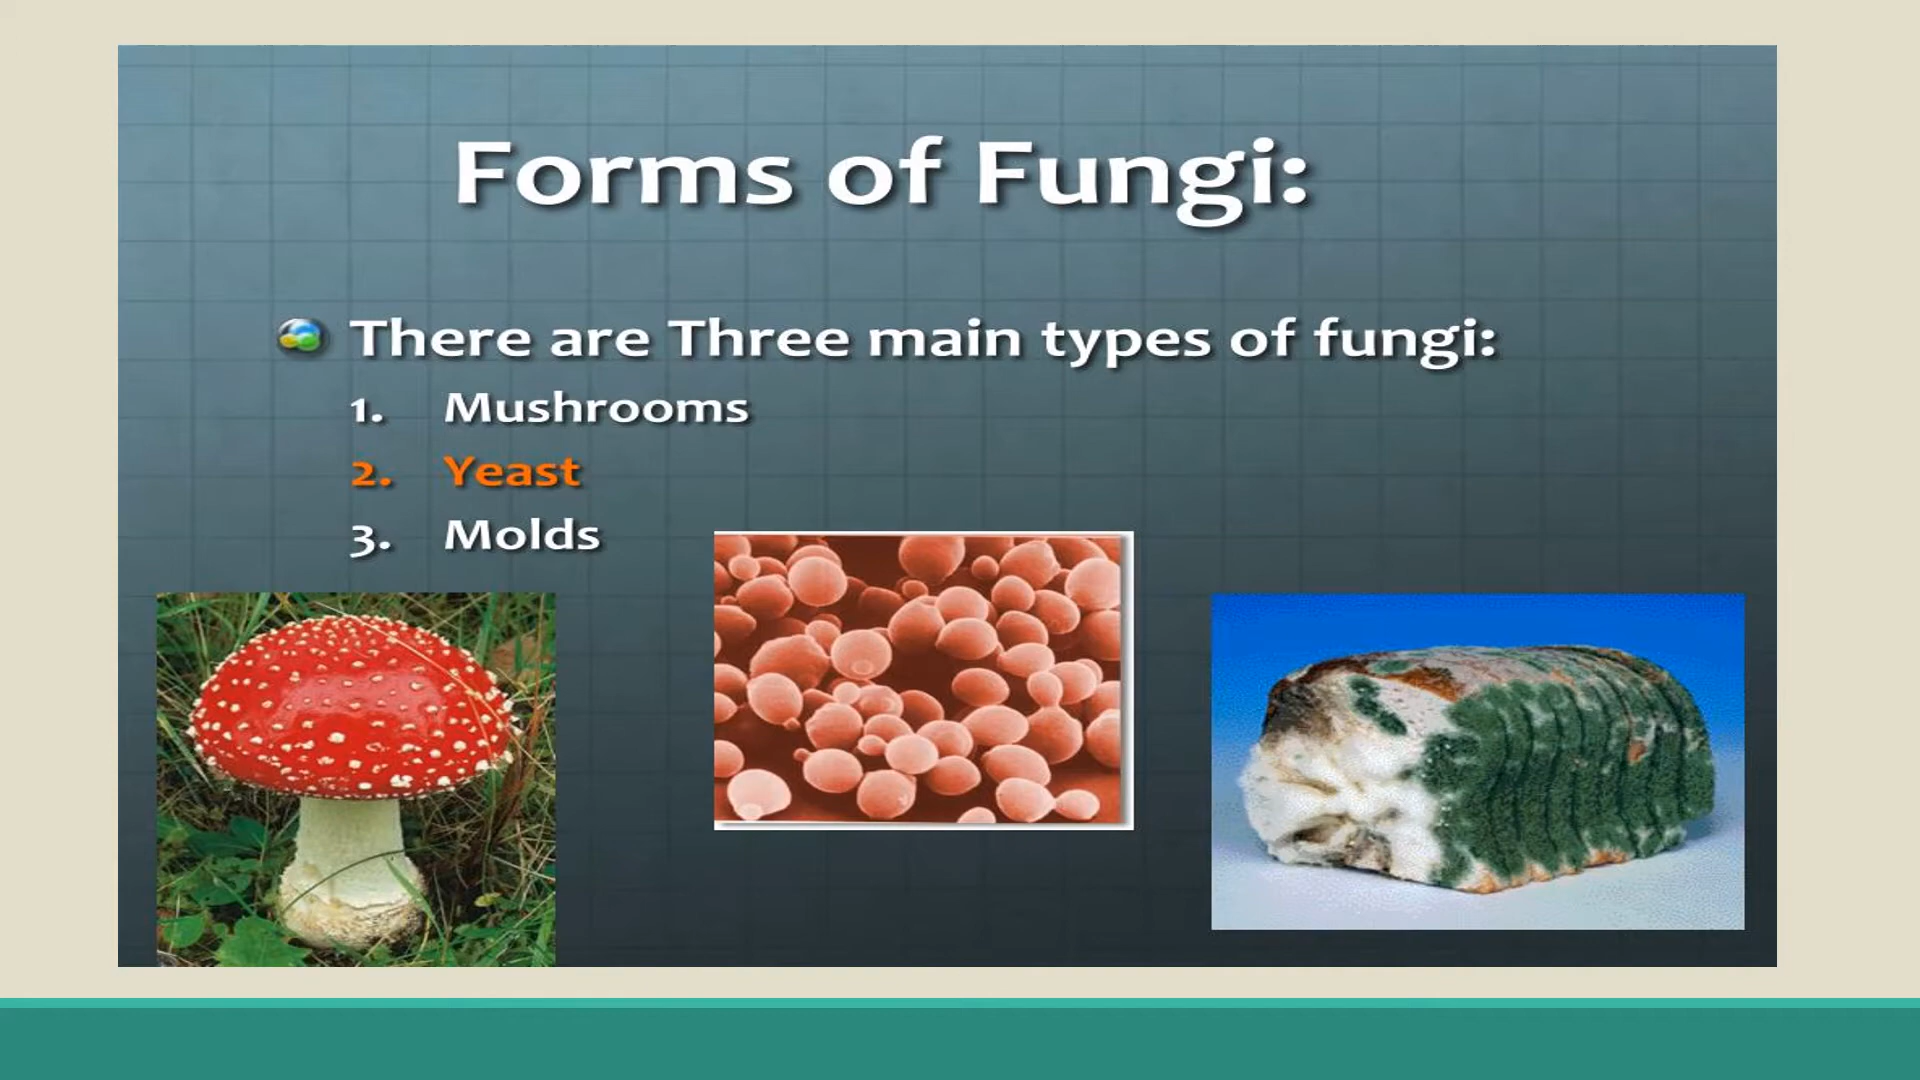 Forms of Fungi:
There are Three main types of fungi:
1. Mushrooms
2. Yeast
3. Molds